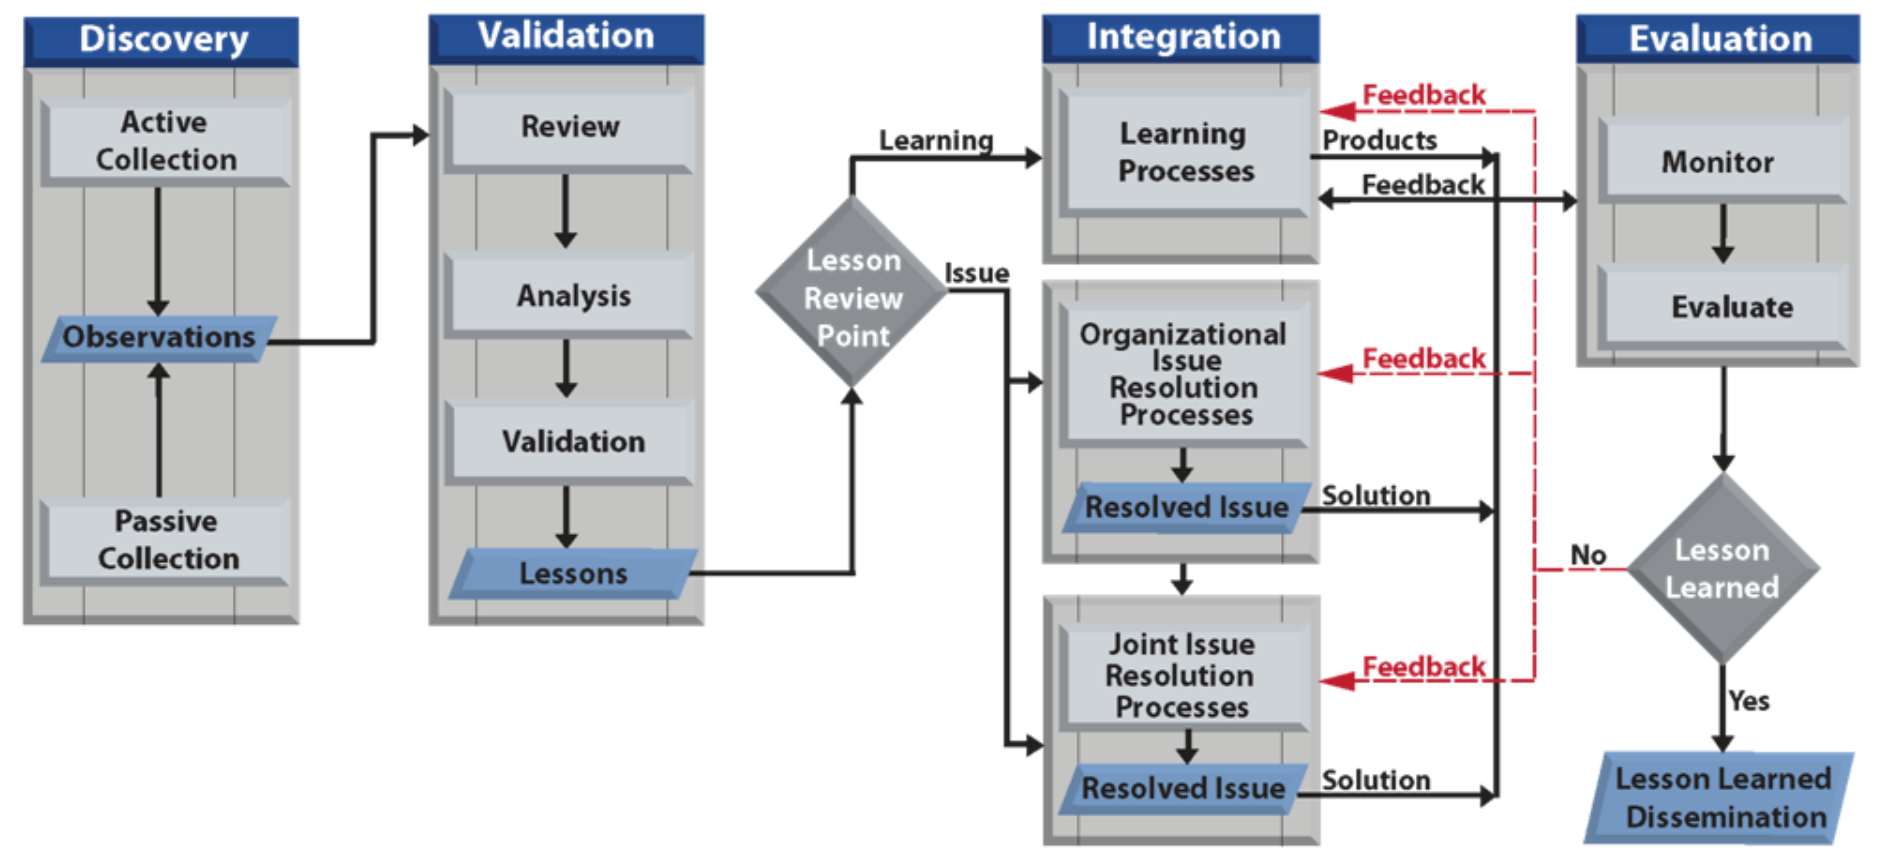 Discovery
Active
Collection
Observations
Passive
Collection
Validation
Review
Analysis
Validation
Lessons
Lesson
Review
Point
Learning
Issue
Integration
Learning
Processes
Organizational
Issue
Resolution
Processes
Resolved Issue
Joint Issue
Resolution
Processes
Resolved Issue
Feedback
Products
Feedback
Feedback
Solution
Feedback
Solution
Evaluation
Monitor
Evaluate
Lesson
Learned
No
Yes
Lesson Learned
Dissemination